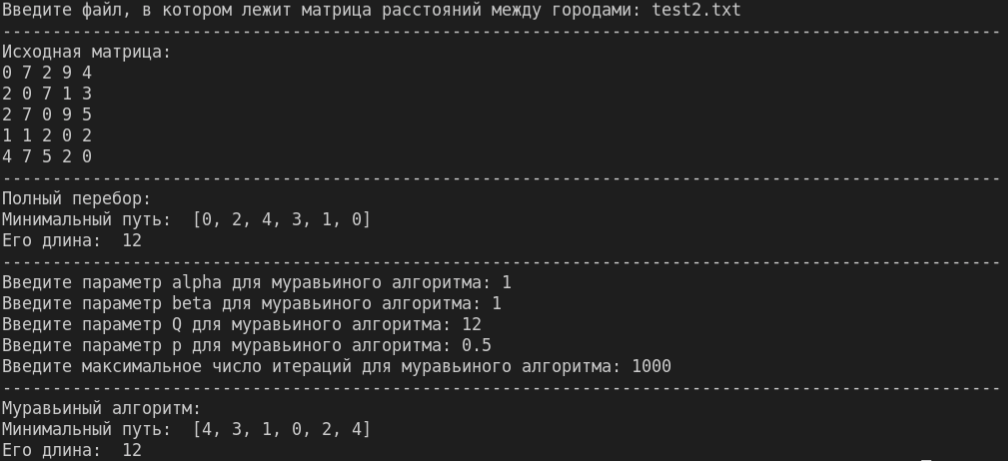 Введите файл, в котором лежит матрица расстояний между городами: test2.txt
----------------------------------------------------------------------------------------------------
Исходная матрица:
0 7 2 9 4
2 0 7 1 3
2 7 0 9 5
1 1 2 0 2
4 7 5 2 0
----------------------------------------------------------------------------------------------------
Полный перебор:
Минимальный путь:  [0, 2, 4, 3, 1, 0]
Его длина:  12
----------------------------------------------------------------------------------------------------
Введите параметр alpha для муравьиного алгоритма: 1
Введите параметр beta для муравьиного алгоритма: 1
Введите параметр Q для муравьиного алгоритма: 12
Введите параметр p для муравьиного алгоритма: 0.5
Введите максимальное число итераций для муравьиного алгоритма: 1000
----------------------------------------------------------------------------------------------------
Муравьиный алгоритм:
Минимальный путь:  [4, 3, 1, 0, 2, 4]
Его длина:  12